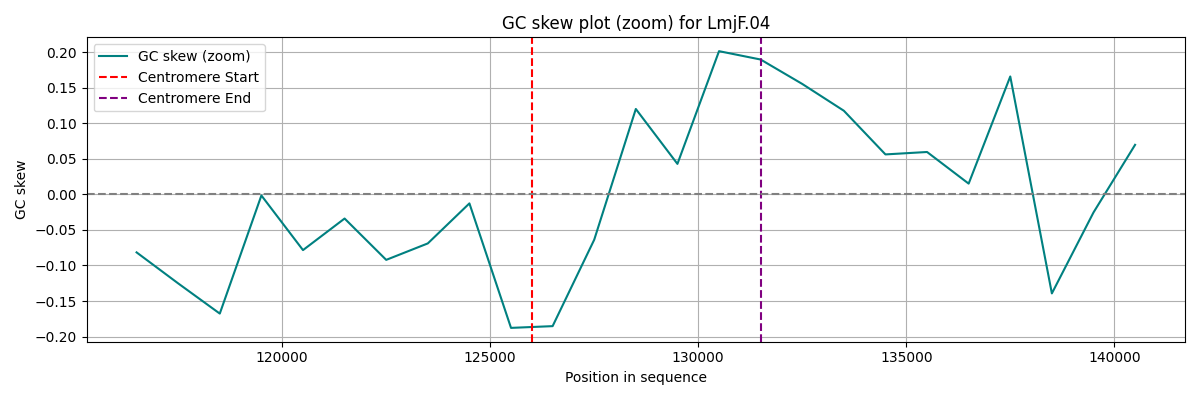 GC skew plot (zoom) for LmjF.04
GC skew (zoom)
Centromere Start
Centromere End
0.20
0.15
0.10
0.05
0.00
−0.05
−0.10
−0.15
−0.20
GC skew
120000
125000
130000
135000
140000
Position in sequence